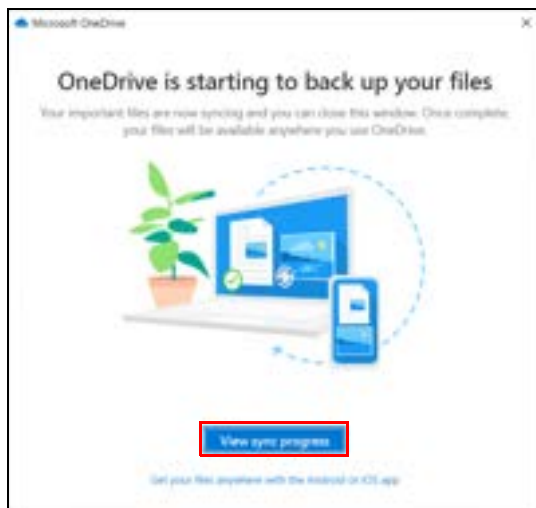 Microsoft OneDrive
OneDrive is starting to back up your files
Your important files are now syncing and you can close this window. Once complete,
your files will be available anywhere you use OneDrive.
View sync progress
Get your files anywhere with the Android or iOS app